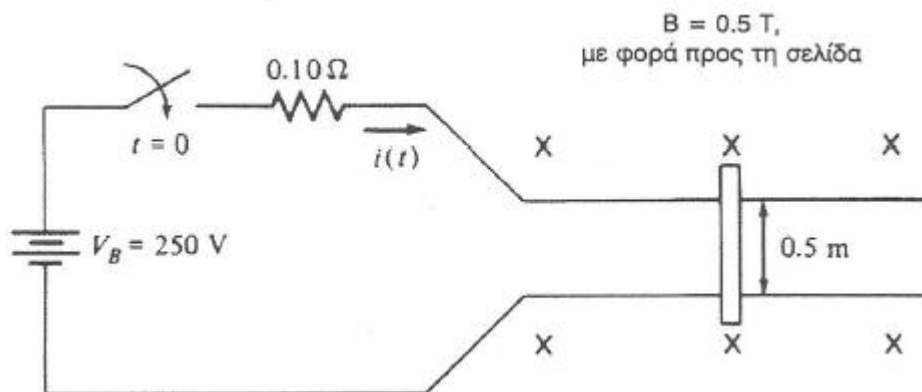 B = 0.5 T,
με φορά προς τη σελίδα
0.10 Ω
t = 0
i(t)
X X X
V_B = 250 V
0.5 m
X X X